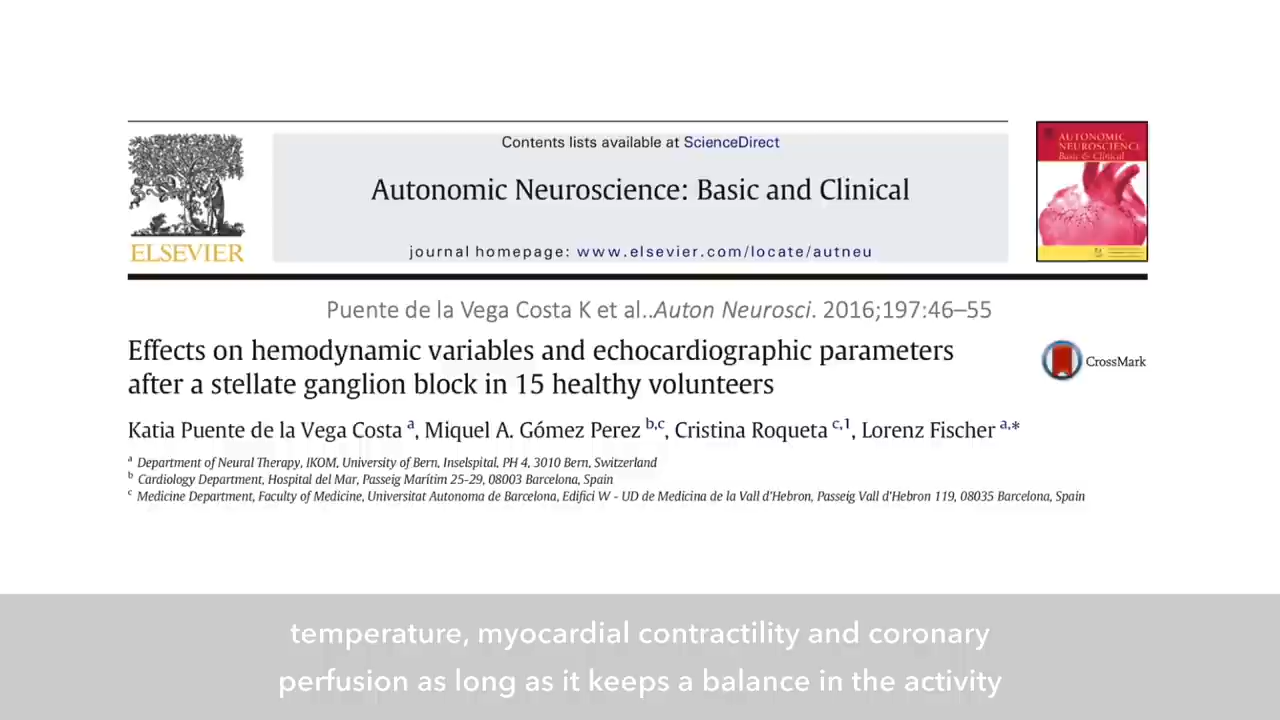 Contents lists available at ScienceDirect
Autonomic Neuroscience: Basic and Clinical
journal homepage: www.elsevier.com/locate/autneu
ELSEVIER
AUTONOMIC
NEUROSCIENCE
Basic & Clinical
Puente de la Vega Costa K et al..Auton Neurosci. 2016;197:46–55
Effects on hemodynamic variables and echocardiographic parameters
after a stellate ganglion block in 15 healthy volunteers
CrossMark
Katia Puente de la Vega Costa a, Miquel A. Gómez Perez b,c, Cristina Roqueta c,1, Lorenz Fischer a,*
a Department of Neural Therapy, IKOM, University of Bern, Inselspital, PH 4, 3010 Bern, Switzerland
b Cardiology Department, Hospital del Mar, Passeig Marítim 25-29, 08003 Barcelona, Spain
c Medicine Department, Faculty of Medicine, Universitat Autonoma de Barcelona, Edifici W - UD de Medicina de la Vall d'Hebron, Passeig Vall d'Hebron 119, 08035 Barcelona, Spain
temperature, myocardial contractility and coronary
perfusion as long as it keeps a balance in the activity